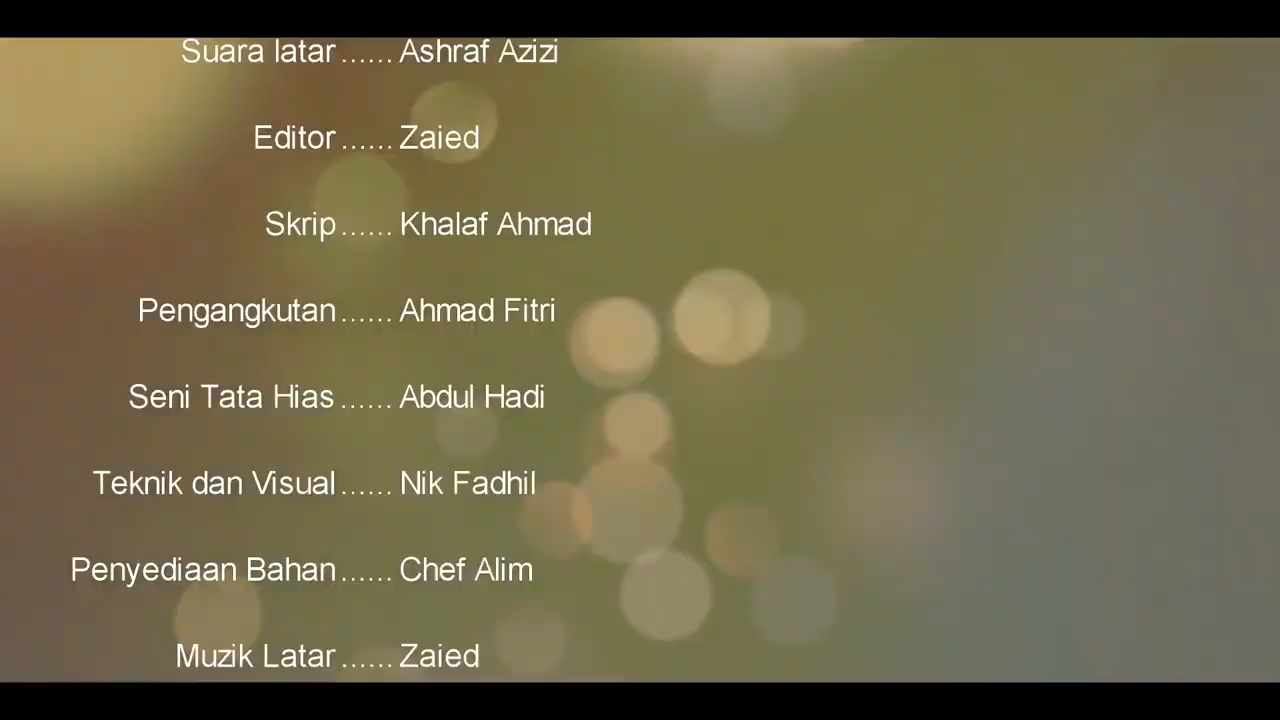 Suara latar ...... Ashraf Azizi
Editor ...... Zaied
Skrip ...... Khalaf Ahmad
Pengangkutan ...... Ahmad Fitri
Seni Tata Hias ...... Abdul Hadi
Teknik dan Visual ...... Nik Fadhil
Penyediaan Bahan ...... Chef Alim
Muzik Latar ...... Zaied